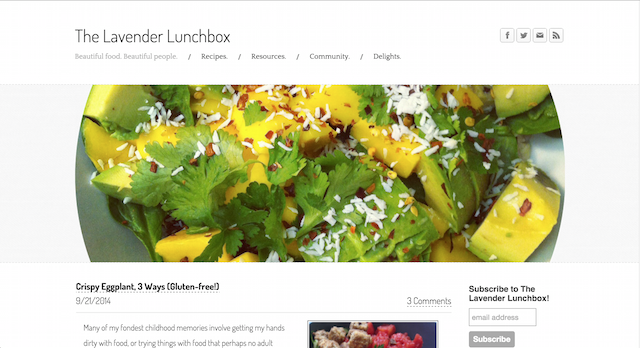 The Lavender Lunchbox
Beautiful food. Beautiful people. / Recipes. / Resources. / Community. / Delights.
Crispy Eggplant, 3 Ways (Gluten-free!)
9/21/2014
3 Comments
Many of my fondest childhood memories involve getting my hands
dirty with food, or trying things with food that perhaps no adult
Subscribe to The
Lavender Lunchbox!
email address
Subscribe